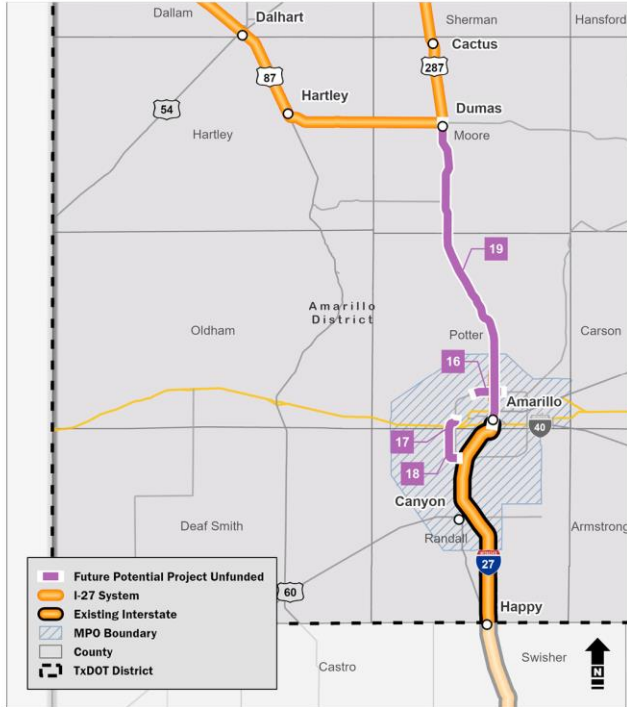 Dallam
Dalhart
Sherman
Hansford
Cactus
87
287
Hartley
54
Dumas
Hartley
Moore
19
Amarillo
District
Oldham
Potter
Carson
16
Amarillo
17
40
18
Canyon
Deaf Smith
Armstrong
Randall
27
60
Happy
Future Potential Project Unfunded
I-27 System
Existing Interstate
MPO Boundary
County
TxDOT District
Castro
Swisher
N